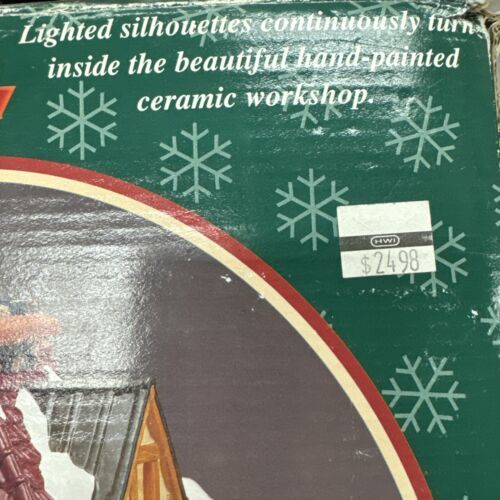 Lighted silhouettes continuously turn
inside the beautiful hand-painted
ceramic workshop.
HWI
$2498